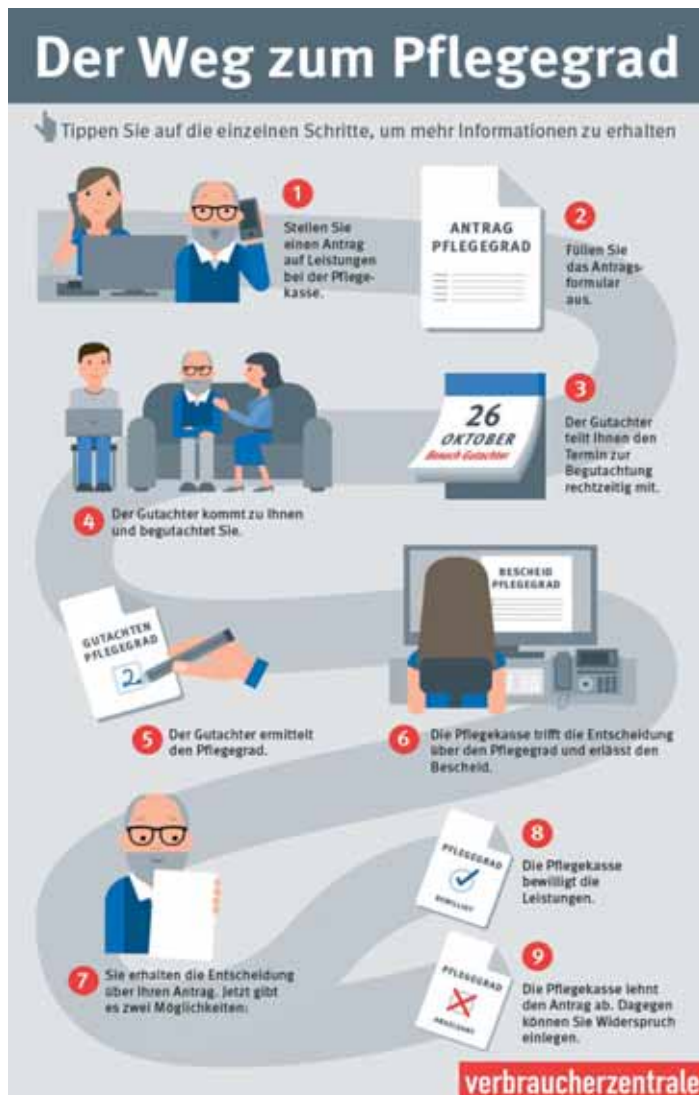 Der Weg zum Pflegegrad
Tippen Sie auf die einzelnen Schritte, um mehr Informationen zu erhalten
1
Stellen Sie
einen Antrag
auf Leistungen
bei der Pflege-
kasse.
ANTRAG
PFLEGEGRAD
2
Füllen Sie
das Antrags-
formular
aus.
26
OKTOBER
Besuch Gutachter
3
Der Gutachter
teilt Ihnen den
Termin zur
Begutachtung
rechtzeitig mit.
4
Der Gutachter kommt zu Ihnen
und begutachtet Sie.
GUTACHTEN
PFLEGEGRAD
2
5
Der Gutachter ermittelt
den Pflegegrad.
BESCHEID
PFLEGEGRAD
6
Die Pflegekasse trifft die Entscheidung
über den Pflegegrad und erlässt den
Bescheid.
7
Sie erhalten die Entscheidung
über Ihren Antrag. Jetzt gibt
es zwei Möglichkeiten:
PFLEGEGRAD
BEWILLIGT
8
Die Pflegekasse
bewilligt die
Leistungen.
PFLEGEGRAD
ABGELEHNT
9
Die Pflegekasse lehnt
den Antrag ab. Dagegen
können Sie Widerspruch
einlegen.
verbraucherzentrale